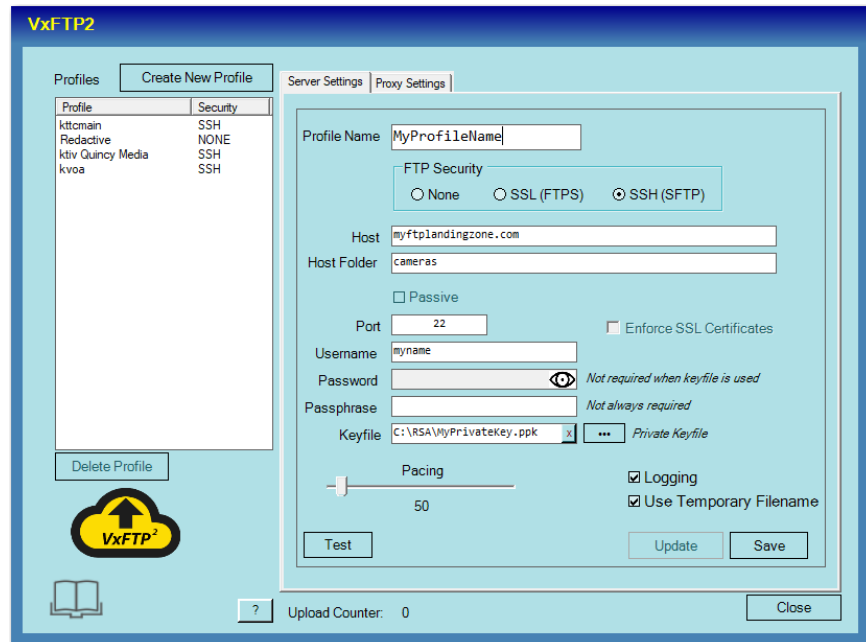 VxFTP2
Profiles
Create New Profile
Profile Security
kttcmain SSH
Redactive NONE
ktiv Quincy Media SSH
kvoa SSH
Delete Profile
VxFTP²
Server Settings Proxy Settings
Profile Name MyProfileName
FTP Security
None SSL (FTPS) SSH (SFTP)
Host myftplandingzone.com
Host Folder cameras
Passive
Port 22 Enforce SSL Certificates
Username myname
Password Not required when keyfile is used
Passphrase Not always required
Keyfile C:\RSA\MyPrivateKey.ppk x ... Private Keyfile
Pacing
50
Logging
Use Temporary Filename
Test Update Save
? Upload Counter: 0 Close